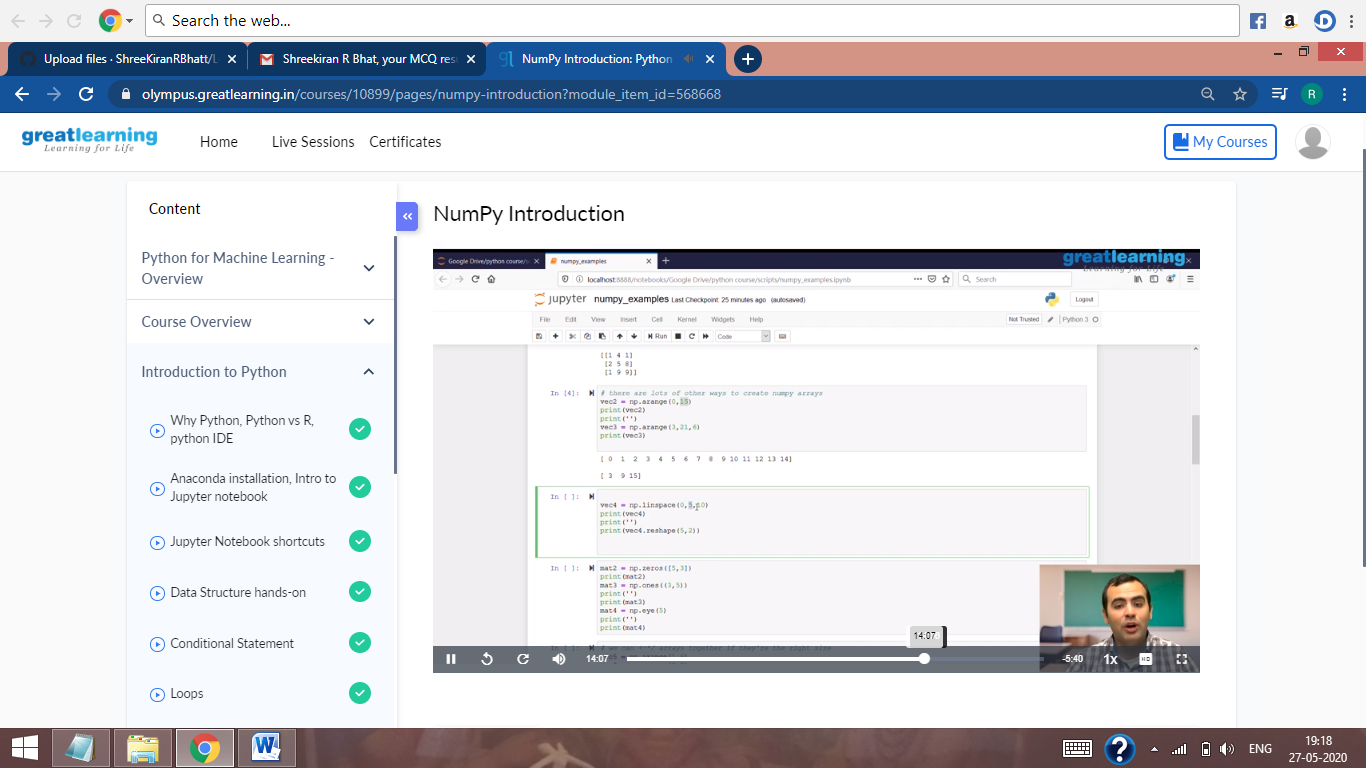 Search the web...
Upload files · ShreeKiranRBhatt/L
Shreekiran R Bhat, your MCQ res
NumPy Introduction: Python
olympus.greatlearning.in/courses/10899/pages/numpy-introduction?module_item_id=568668
R
greatlearning
Learning for Life
Home
Live Sessions
Certificates
My Courses
Content
Python for Machine Learning -
Overview
Course Overview
Introduction to Python
Why Python, Python vs R,
python IDE
Anaconda installation, Intro to
Jupyter notebook
Jupyter Notebook shortcuts
Data Structure hands-on
Conditional Statement
Loops
NumPy Introduction
Google Drive/python course/s
numpy_examples
greatlearning
Learning for Life
localhost:8888/notebooks/Google Drive/python course/scripts/numpy_examples.ipynb
Search
jupyter numpy_examples Last Checkpoint: 25 minutes ago (autosaved)
Logout
File Edit View Insert Cell Kernel Widgets Help
Not Trusted
Python 3
Run
Code
[[1 4 1]
[2 5 8]
[1 9 9]]
In [4]:
# there are lots of other ways to create numpy arrays
vec2 = np.arange(0,15)
print(vec2)
print('')
vec3 = np.arange(3,21,6)
print(vec3)
[ 0 1 2 3 4 5 6 7 8 9 10 11 12 13 14]
[ 3 9 15]
In [ ]:
vec4 = np.linspace(0,5,10)
print(vec4)
print('')
print(vec4.reshape(5,2))
In [ ]:
mat2 = np.zeros([5,3])
print(mat2)
mat3 = np.ones((3,5))
print('')
print(mat3)
mat4 = np.eye(5)
print('')
print(mat4)
14:07
14:07
-5:40
1x
HD
ENG
19:18
27-05-2020